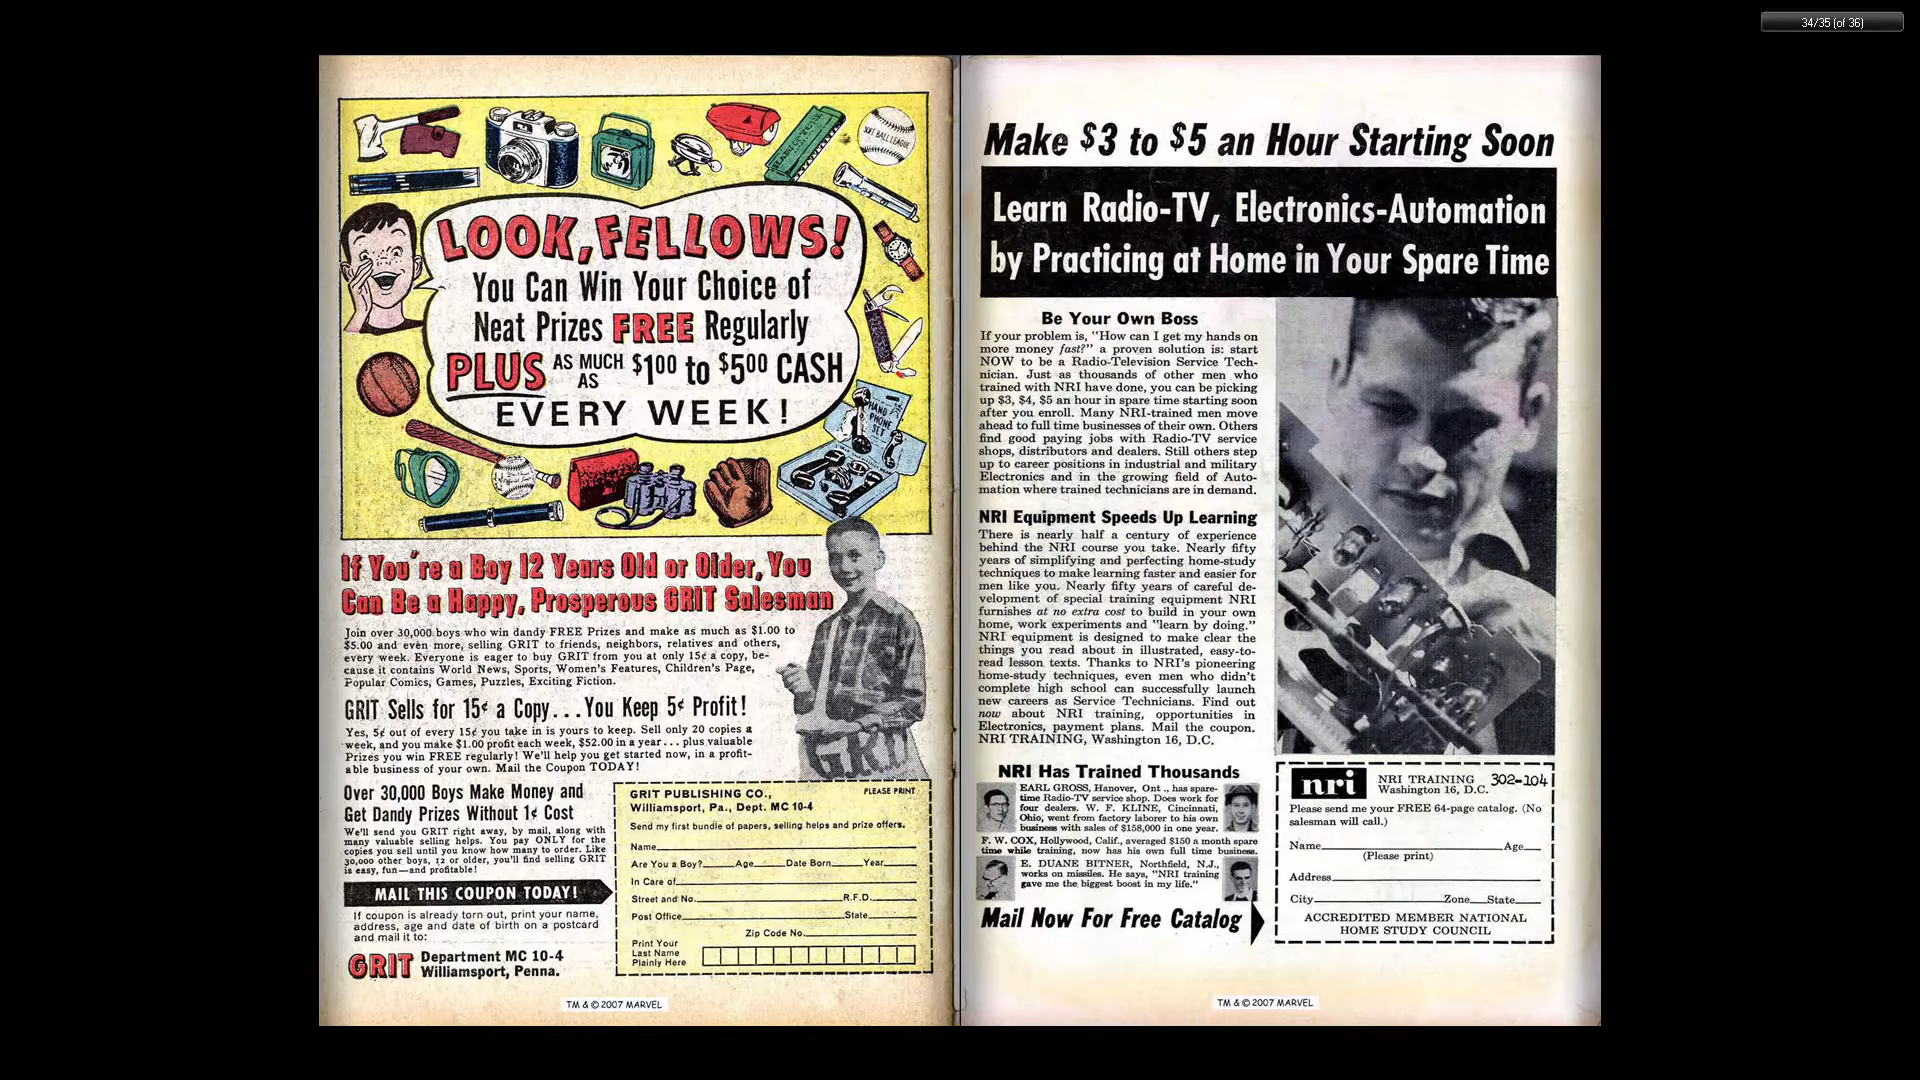 34/35 (of 36)
SOFT BALL LEAGUE
LOOK, FELLOWS!
You Can Win Your Choice of
Neat Prizes FREE Regularly
PLUS AS MUCH AS $1.00 to $5.00 CASH
EVERY WEEK!
HAND PHONE SET
If You're a Boy 12 Years Old or Older, You
Can Be a Happy, Prosperous GRIT Salesman
Join over 30,000 boys who win dandy FREE Prizes and make as much as $1.00 to
$5.00 and even more, selling GRIT to friends, neighbors, relatives and others,
every week. Everyone is eager to buy GRIT from you at only 15¢ a copy, be-
cause it contains World News, Sports, Women's Features, Children's Page,
Popular Comics, Games, Puzzles, Exciting Fiction.
GRIT Sells for 15¢ a Copy...You Keep 5¢ Profit!
Yes, 5¢ out of every 15¢ you take in is yours to keep. Sell only 20 copies a
week, and you make $1.00 profit each week, $52.00 in a year... plus valuable
Prizes you win FREE regularly! We'll help you get started now, in a profit-
able business of your own. Mail the Coupon TODAY!
GRIT
Over 30,000 Boys Make Money and
Get Dandy Prizes Without 1¢ Cost
We'll send you GRIT right away, by mail, along with
many valuable selling helps. You pay ONLY for the
copies you sell until you know how many to order. Like
30,000 other boys, 12 or older, you'll find selling GRIT
is easy, fun—and profitable!
MAIL THIS COUPON TODAY!
If coupon is already torn out, print your name,
address, age and date of birth on a postcard
and mail it to:
GRIT Department MC 10-4
Williamsport, Penna.
GRIT PUBLISHING CO., PLEASE PRINT
Williamsport, Pa., Dept. MC 10-4
Send my first bundle of papers, selling helps and prize offers.
Name
Are You a Boy? Age Date Born Year
In Care of
Street and No. R.F.D.
Post Office State
Zip Code No.
Print Your
Last Name
Plainly Here
TM & © 2007 MARVEL
Make $3 to $5 an Hour Starting Soon
Learn Radio-TV, Electronics-Automation
by Practicing at Home in Your Spare Time
Be Your Own Boss
If your problem is, "How can I get my hands on
more money fast?" a proven solution is: start
NOW to be a Radio-Television Service Tech-
nician. Just as thousands of other men who
trained with NRI have done, you can be picking
up $3, $4, $5 an hour in spare time starting soon
after you enroll. Many NRI-trained men move
ahead to full time businesses of their own. Others
find good paying jobs with Radio-TV service
shops, distributors and dealers. Still others step
up to career positions in industrial and military
Electronics and in the growing field of Auto-
mation where trained technicians are in demand.
NRI Equipment Speeds Up Learning
There is nearly half a century of experience
behind the NRI course you take. Nearly fifty
years of simplifying and perfecting home-study
techniques to make learning faster and easier for
men like you. Nearly fifty years of careful de-
velopment of special training equipment NRI
furnishes at no extra cost to build in your own
home, work experiments and "learn by doing."
NRI equipment is designed to make clear the
things you read about in illustrated, easy-to-
read lesson texts. Thanks to NRI's pioneering
home-study techniques, even men who didn't
complete high school can successfully launch
new careers as Service Technicians. Find out
now about NRI training, opportunities in
Electronics, payment plans. Mail the coupon.
NRI TRAINING, Washington 16, D.C.
NRI Has Trained Thousands
EARL GROSS, Hanover, Ont., has spare-
time Radio-TV service shop. Does work for
four dealers. W. F. KLINE, Cincinnati,
Ohio, went from factory laborer to his own
business with sales of $158,000 in one year.
F. W. COX, Hollywood, Calif., averaged $150 a month spare
time while training, now has his own full time business.
E. DUANE BITNER, Northfield, N.J.,
works on missiles. He says, "NRI training
gave me the biggest boost in my life."
Mail Now For Free Catalog
nri NRI TRAINING 302-104
Washington 16, D.C.
Please send me your FREE 64-page catalog. (No
salesman will call.)
Name Age
(Please print)
Address
City Zone State
ACCREDITED MEMBER NATIONAL
HOME STUDY COUNCIL
TM & © 2007 MARVEL